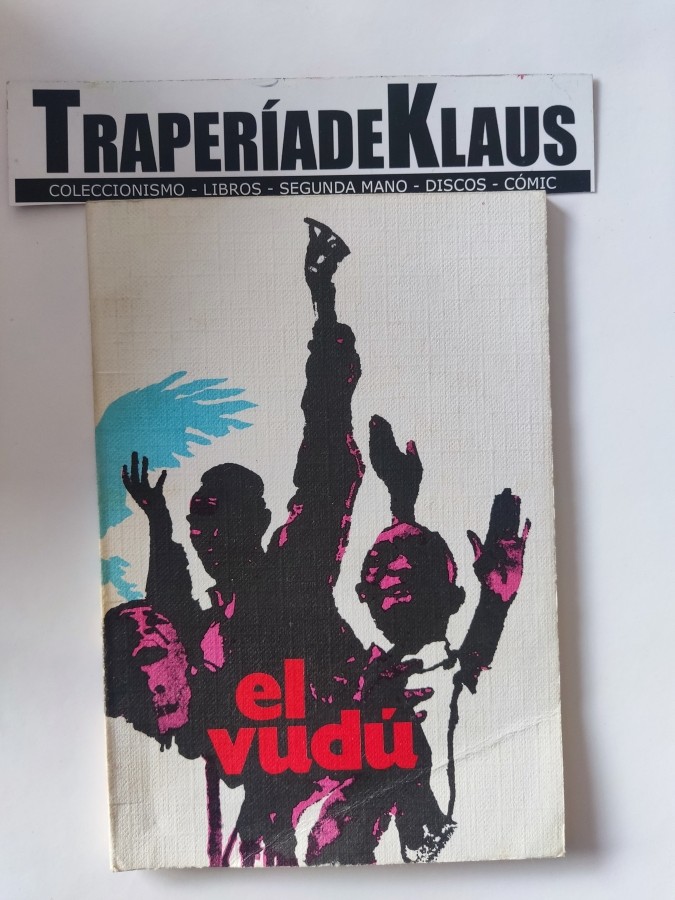 TRAPERÍADEKLAUS
COLECCIONISMO - LIBROS - SEGUNDA MANO - DISCOS - CÓMIC
el
vudú